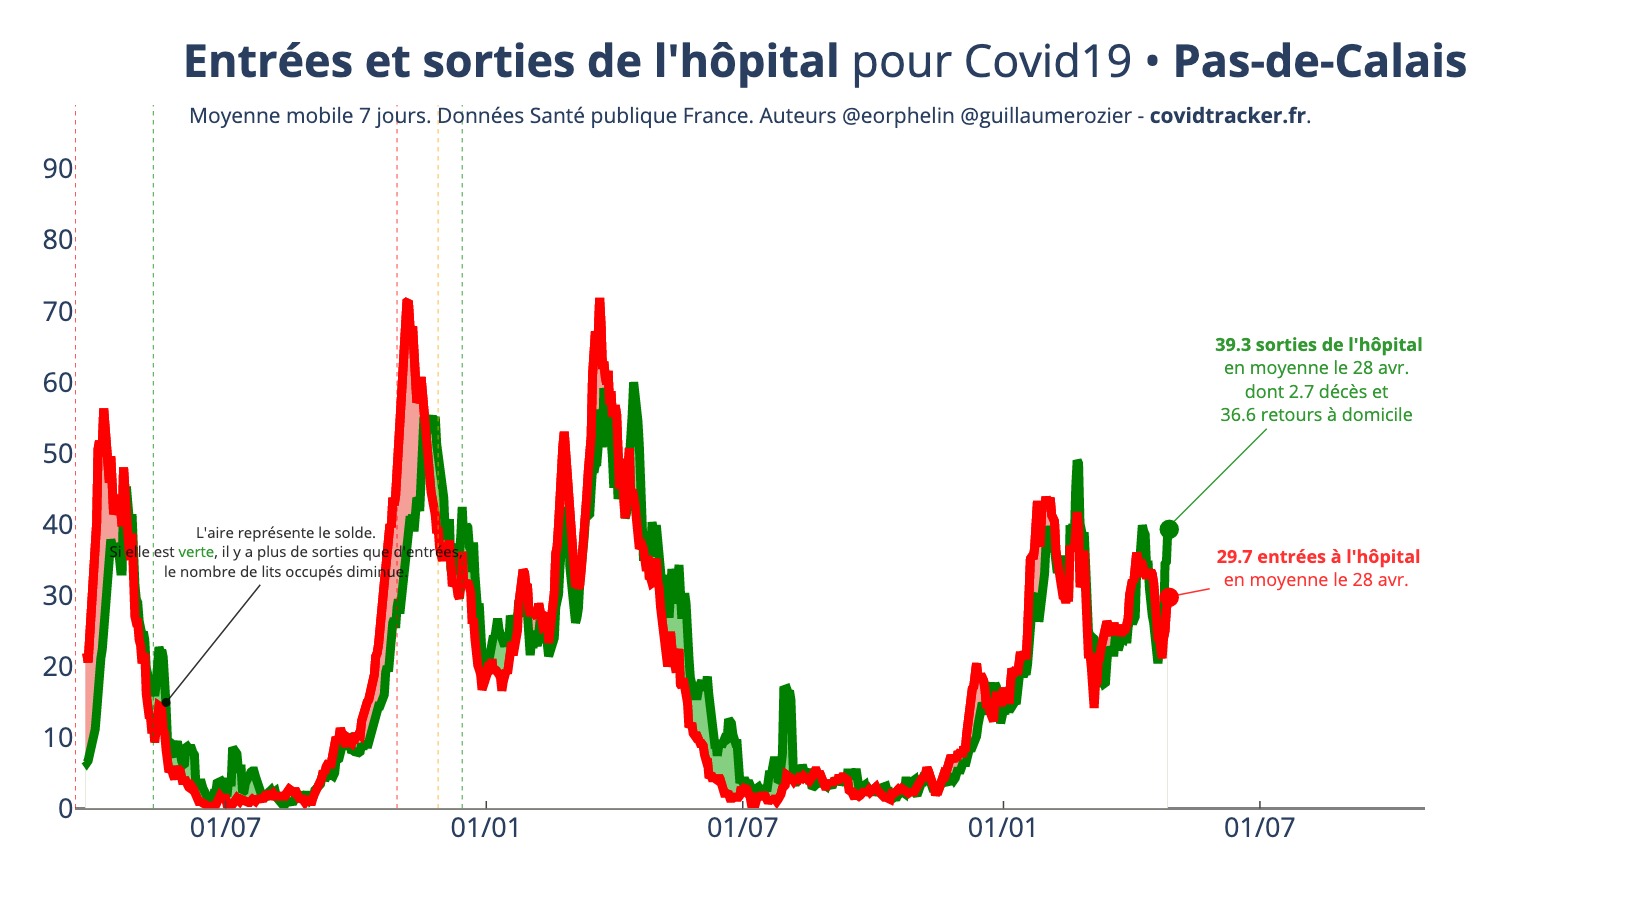 Entrées et sorties de l'hôpital pour Covid19 • Pas-de-Calais
Moyenne mobile 7 jours. Données Santé publique France. Auteurs @eorphelin @guillaumerozier - covidtracker.fr.
90
80
70
60
50
40
30
20
10
0
39.3 sorties de l'hôpital
en moyenne le 28 avr.
dont 2.7 décès et
36.6 retours à domicile
L'aire représente le solde.
Si elle est verte, il y a plus de sorties que d'entrées,
le nombre de lits occupés diminue.
29.7 entrées à l'hôpital
en moyenne le 28 avr.
01/07 01/01 01/07 01/01 01/07